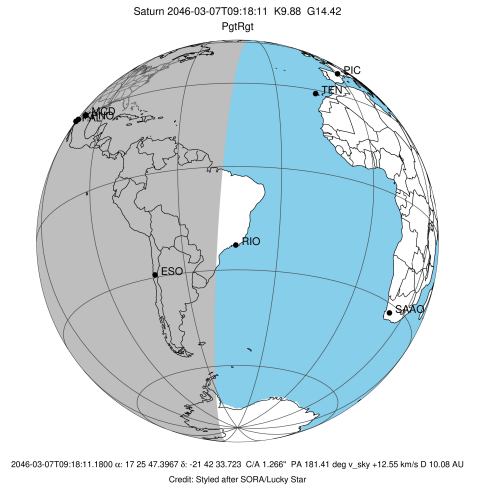 Saturn 2046-03-07T09:18:11 K9.88 G14.42
PgtRgt
PIC
TEN
MCD
RIO
ESO
SAAO
2046-03-07T09:18:11.1800 α: 17 25 47.3967 δ: -21 42 33.723 C/A 1.266" PA 181.41 deg v_sky +12.55 km/s D 10.08 AU
Credit: Styled after SORA/Lucky Star